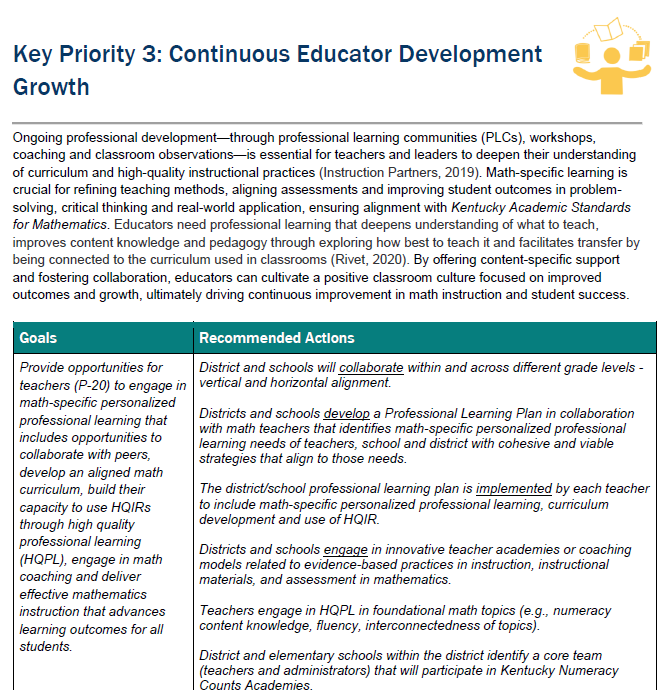 Key Priority 3: Continuous Educator Development
Growth
Ongoing professional development—through professional learning communities (PLCs), workshops,
coaching and classroom observations—is essential for teachers and leaders to deepen their understanding
of curriculum and high-quality instructional practices (Instruction Partners, 2019). Math-specific learning is
crucial for refining teaching methods, aligning assessments and improving student outcomes in problem-
solving, critical thinking and real-world application, ensuring alignment with Kentucky Academic Standards
for Mathematics. Educators need professional learning that deepens understanding of what to teach,
improves content knowledge and pedagogy through exploring how best to teach it and facilitates transfer by
being connected to the curriculum used in classrooms (Rivet, 2020). By offering content-specific support
and fostering collaboration, educators can cultivate a positive classroom culture focused on improved
outcomes and growth, ultimately driving continuous improvement in math instruction and student success.
Goals
Provide opportunities for
teachers (P-20) to engage in
math-specific personalized
professional learning that
includes opportunities to
collaborate with peers,
develop an aligned math
curriculum, build their
capacity to use HQIRs
through high quality
professional learning
(HQPL), engage in math
coaching and deliver
effective mathematics
instruction that advances
learning outcomes for all
students.
Recommended Actions
District and schools will collaborate within and across different grade levels -
vertical and horizontal alignment.
Districts and schools develop a Professional Learning Plan in collaboration
with math teachers that identifies math-specific personalized professional
learning needs of teachers, school and district with cohesive and viable
strategies that align to those needs.
The district/school professional learning plan is implemented by each teacher
to include math-specific personalized professional learning, curriculum
development and use of HQIR.
Districts and schools engage in innovative teacher academies or coaching
models related to evidence-based practices in instruction, instructional
materials, and assessment in mathematics.
Teachers engage in HQPL in foundational math topics (e.g., numeracy
content knowledge, fluency, interconnectedness of topics).
District and elementary schools within the district identify a core team
(teachers and administrators) that will participate in Kentucky Numeracy
Counts Academies.